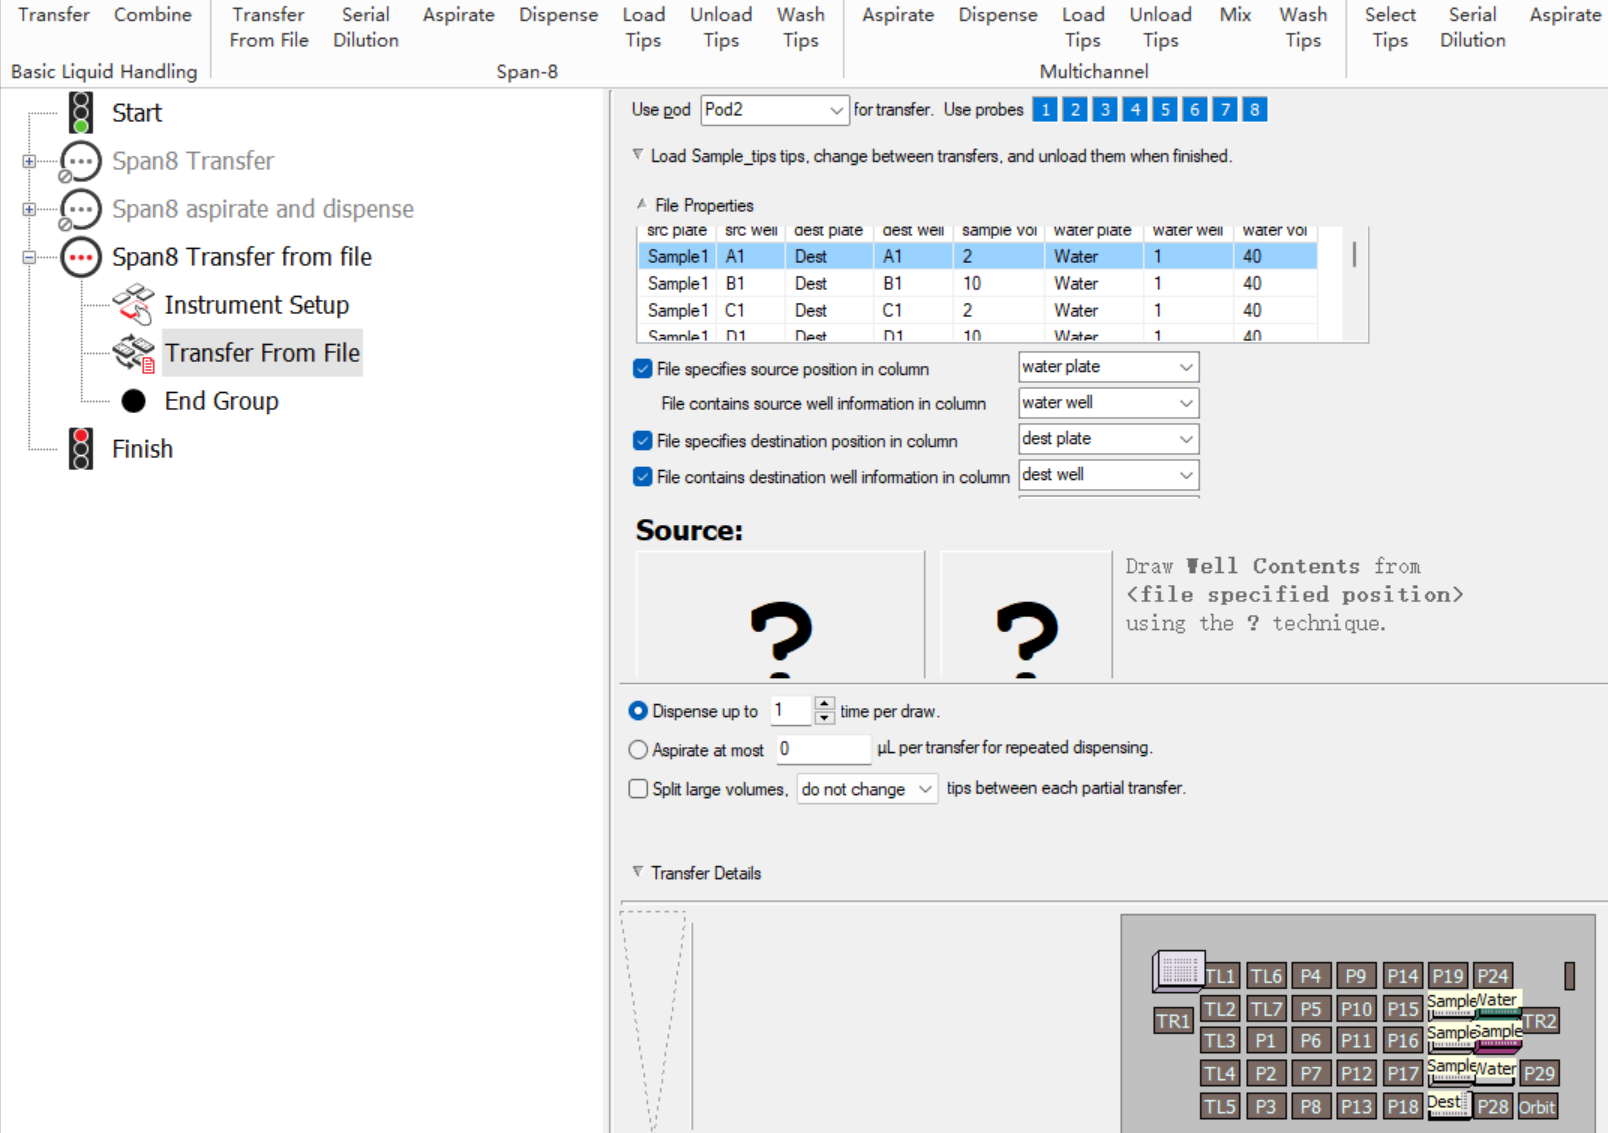 Transfer Combine Transfer Serial Aspirate Dispense Load Unload Wash Aspirate Dispense Load Unload Mix Wash Select Serial Aspirate
From File Dilution Tips Tips Tips Tips Tips Tips Tips Dilution
Basic Liquid Handling Span-8 Multichannel
Start
Span8 Transfer
Span8 aspirate and dispense
Span8 Transfer from file
Instrument Setup
Transfer From File
End Group
Finish
Use pod Pod2 for transfer. Use probes 1 2 3 4 5 6 7 8
Load Sample_tips tips, change between transfers, and unload them when finished.
File Properties
src plate src well dest plate dest well sample vol water plate water well water vol
Sample1 A1 Dest A1 2 Water 1 40
Sample1 B1 Dest B1 10 Water 1 40
Sample1 C1 Dest C1 2 Water 1 40
Sample1 D1 Dest D1 10 Water 1 40
File specifies source position in column water plate
File contains source well information in column water well
File specifies destination position in column dest plate
File contains destination well information in column dest well
Source:
? ?
Draw Well Contents from
<file specified position>
using the ? technique.
Dispense up to 1 time per draw.
Aspirate at most 0 µL per transfer for repeated dispensing.
Split large volumes, do not change tips between each partial transfer.
Transfer Details
TL1 TL6 P4 P9 P14 P19 P24
TR1 TL2 TL7 P5 P10 P15 Sample Water TR2
TL3 P1 P6 P11 P16 Sample Sample
TL4 P2 P7 P12 P17 Sample Water P29
TL5 P3 P8 P13 P18 Dest P28 Orbit